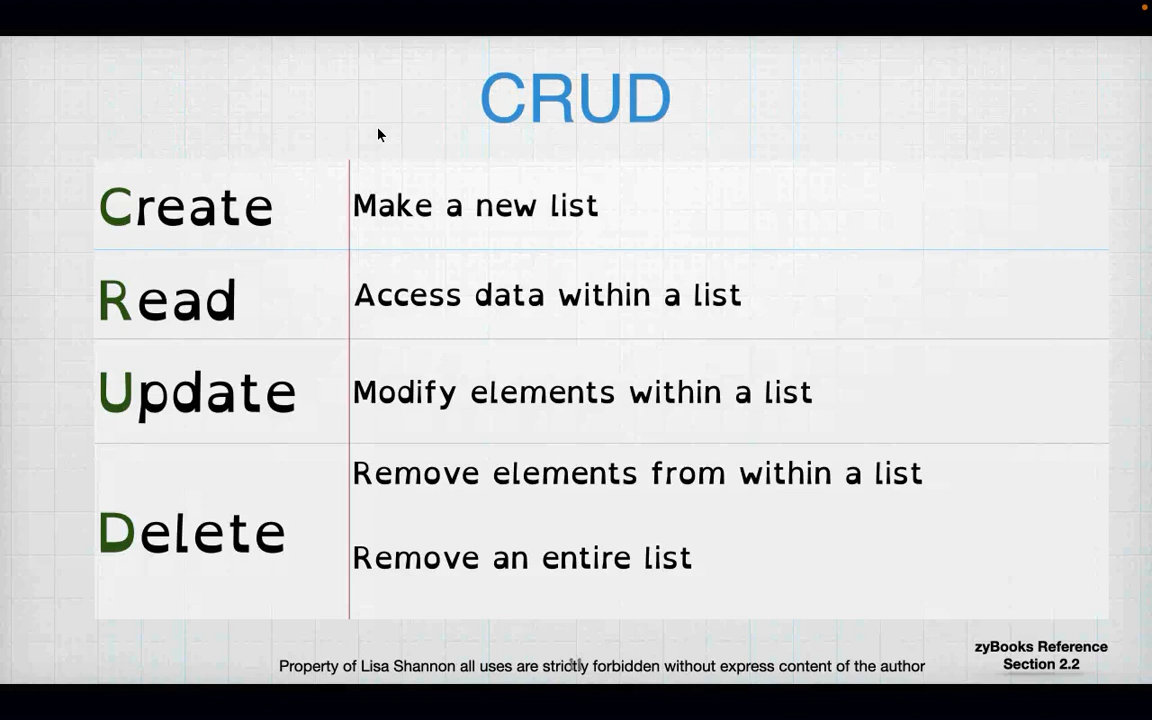 CRUD
Create
Make a new list
Read
Access data within a list
Update
Modify elements within a list
Delete
Remove elements from within a list
Remove an entire list
zyBooks Reference
Section 2.2
Property of Lisa Shannon all uses are strictly forbidden without express content of the author